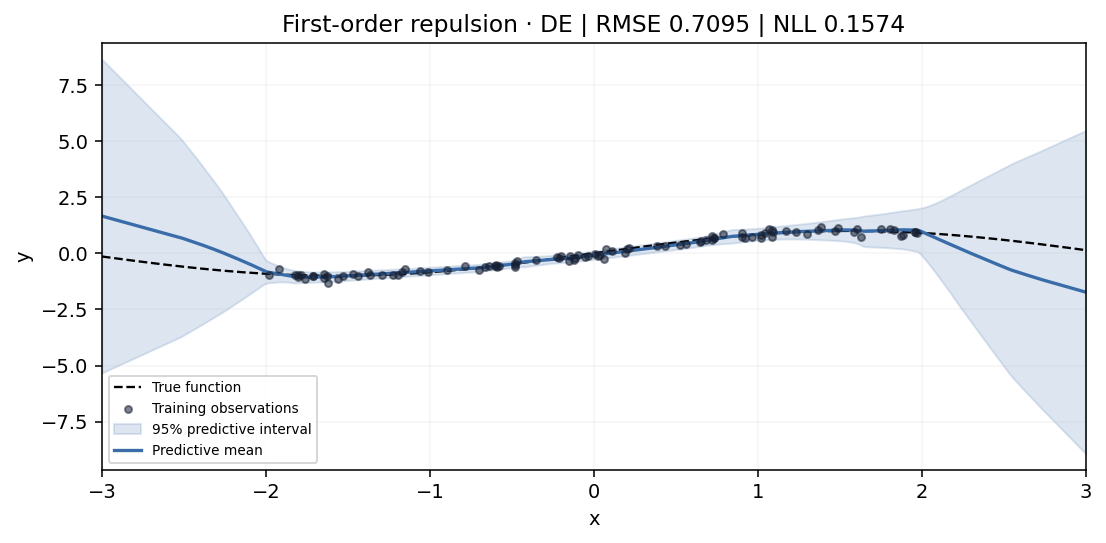 First-order repulsion · DE | RMSE 0.7095 | NLL 0.1574
7.5
5.0
2.5
0.0
−2.5
−5.0
−7.5
y
True function
Training observations
95% predictive interval
Predictive mean
−3
−2
−1
0
1
2
3
x